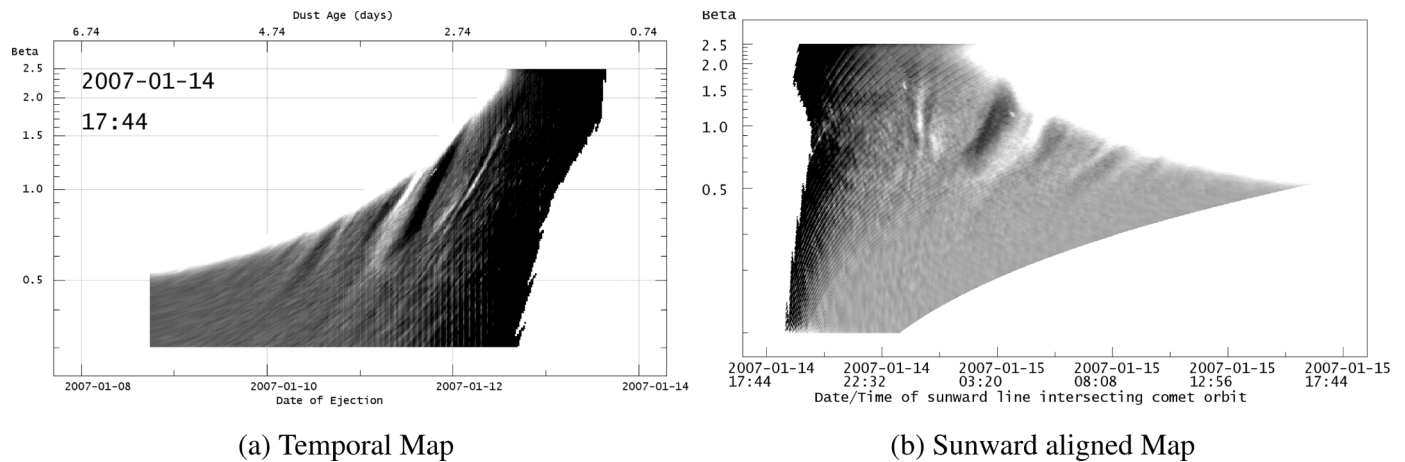 Dust Age (days)
6.74 4.74 2.74 0.74
Beta
2.5
2.0
1.5
1.0
0.5
2007-01-14
17:44
2007-01-08 2007-01-10 2007-01-12 2007-01-14
Date of Ejection
(a) Temporal Map
Beta
2.5
2.0
1.5
1.0
0.5
2007-01-14 2007-01-14 2007-01-15 2007-01-15 2007-01-15 2007-01-15
17:44 22:32 03:20 08:08 12:56 17:44
Date/Time of sunward line intersecting comet orbit
(b) Sunward aligned Map